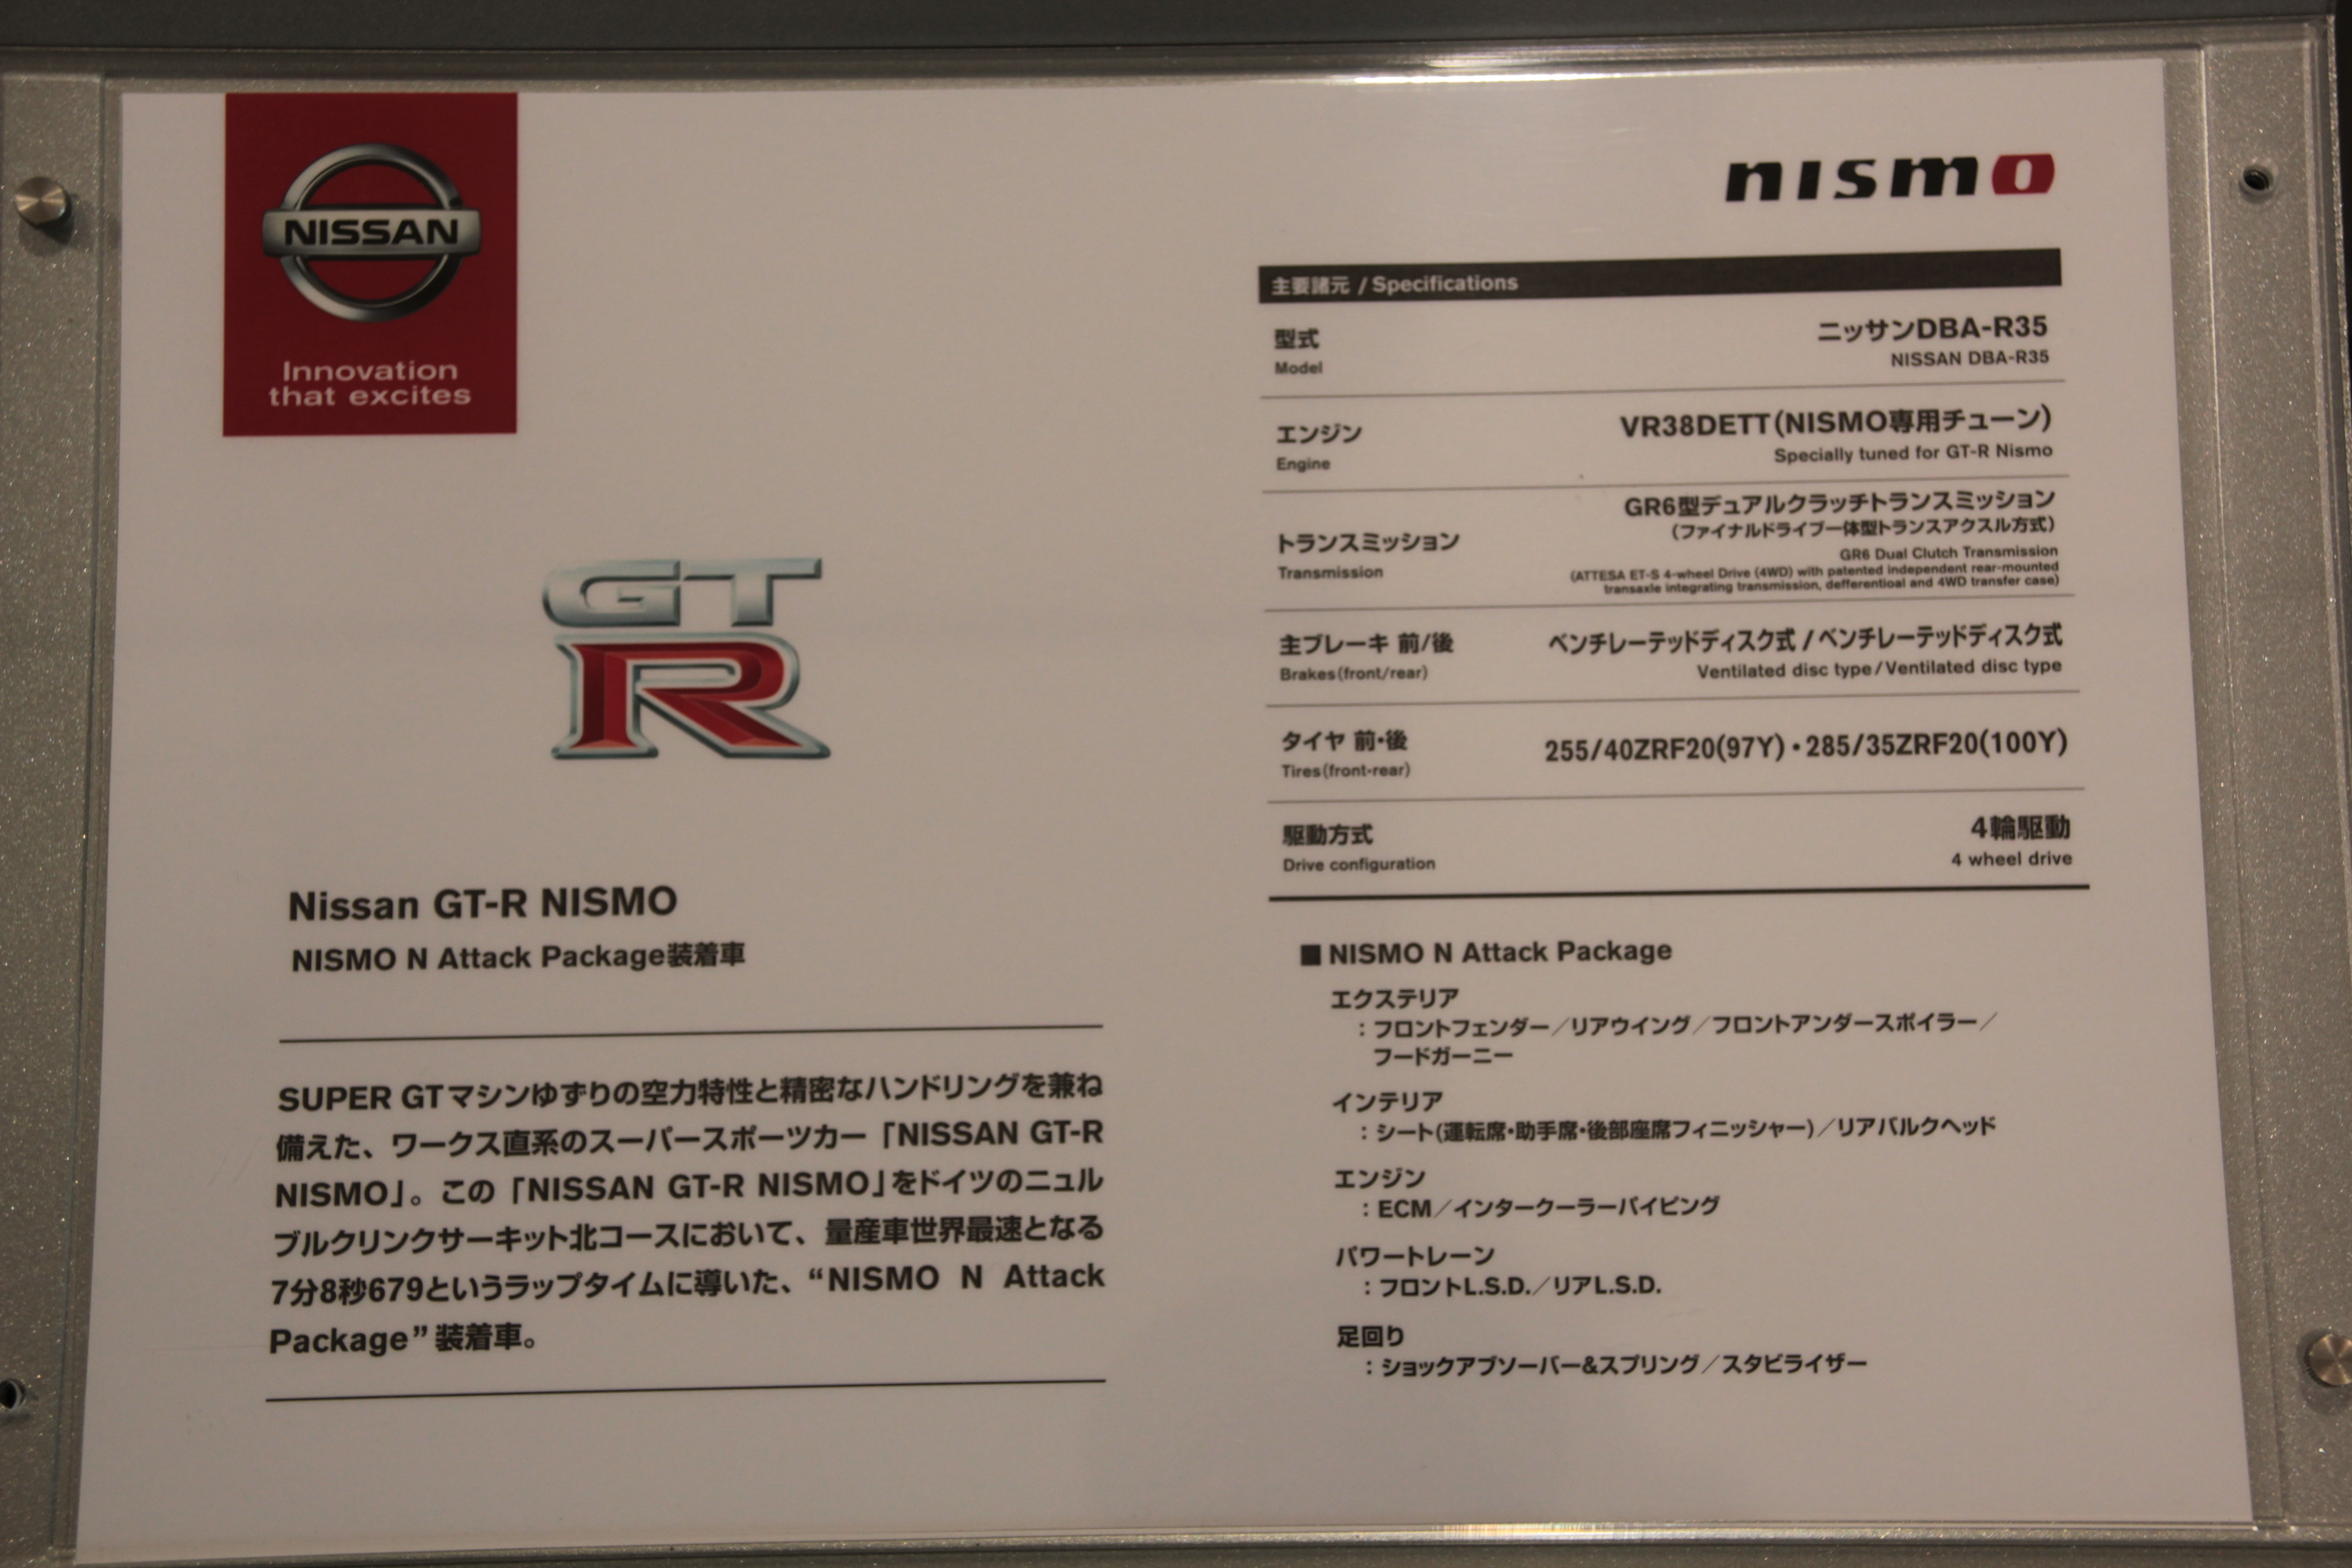 NISSAN
Innovation
that excites
GT
R
Nissan GT-R NISMO
NISMO N Attack Package装着車
SUPER GTマシンゆずりの空力特性と精密なハンドリングを兼ね
備えた、ワークス直系のスーパースポーツカー「NISSAN GT-R
NISMO」。この「NISSAN GT-R NISMO」をドイツのニュル
ブルクリンクサーキット北コースにおいて、量産車世界最速となる
7分8秒679というラップタイムに導いた、“NISMO N Attack
Package”装着車。
nismo
主要諸元 / Specifications
型式 ニッサンDBA-R35
Model NISSAN DBA-R35
エンジン VR38DETT(NISMO専用チューン)
Engine Specially tuned for GT-R Nismo
GR6型デュアルクラッチトランスミッション
(ファイナルドライブ一体型トランスアクスル方式)
トランスミッション
GR6 Dual Clutch Transmission
Transmission (ATTESA ET-S 4-wheel Drive (4WD) with patented independent rear-mounted
transaxle integrating transmission, defferentioal and 4WD transfer case)
主ブレーキ 前/後 ベンチレーテッドディスク式 / ベンチレーテッドディスク式
Brakes(front/rear) Ventilated disc type / Ventilated disc type
タイヤ 前・後 255/40ZRF20(97Y)・285/35ZRF20(100Y)
Tires(front・rear)
駆動方式 4輪駆動
Drive configuration 4 wheel drive
■ NISMO N Attack Package
エクステリア
：フロントフェンダー／リアウイング／フロントアンダースポイラー／
フードガーニー
インテリア
：シート(運転席・助手席・後部座席フィニッシャー)／リアバルクヘッド
エンジン
：ECM／インタークーラーパイピング
パワートレーン
：フロントL.S.D.／リアL.S.D.
足回り
：ショックアブソーバー&スプリング／スタビライザー